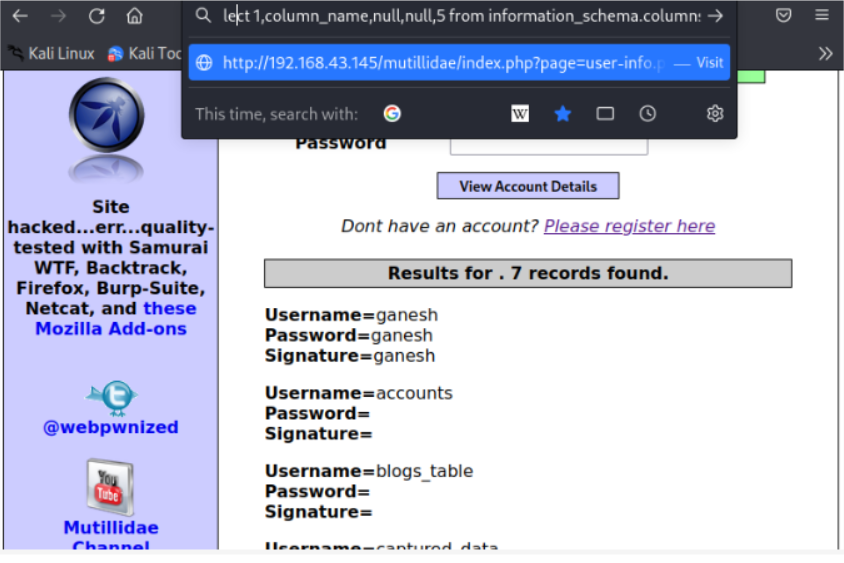 lect 1,column_name,null,null,5 from information_schema.column
Kali Linux
Kali Too
http://192.168.43.145/mutillidae/index.php?page=user-info.p — Visit
This time, search with:
W
Password
View Account Details
Dont have an account? Please register here
Results for . 7 records found.
Username=ganesh
Password=ganesh
Signature=ganesh
Username=accounts
Password=
Signature=
Username=blogs_table
Password=
Signature=
Username=captured_data
Site
hacked...err...quality-
tested with Samurai
WTF, Backtrack,
Firefox, Burp-Suite,
Netcat, and these
Mozilla Add-ons
@webpwnized
You
Tube
Mutillidae
Channel